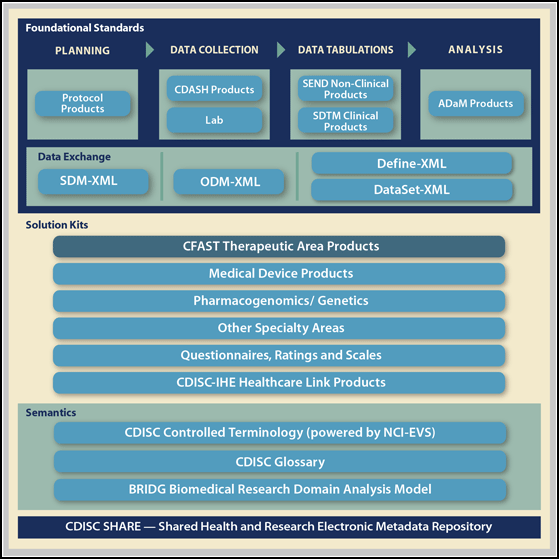 Foundational Standards
PLANNING
DATA COLLECTION
DATA TABULATIONS
ANALYSIS
Protocol
Products
CDASH Products
Lab
SEND Non-Clinical
Products
SDTM Clinical
Products
ADaM Products
Data Exchange
SDM-XML
ODM-XML
Define-XML
DataSet-XML
Solution Kits
CFAST Therapeutic Area Products
Medical Device Products
Pharmacogenomics/ Genetics
Other Specialty Areas
Questionnaires, Ratings and Scales
CDISC-IHE Healthcare Link Products
Semantics
CDISC Controlled Terminology (powered by NCI-EVS)
CDISC Glossary
BRIDG Biomedical Research Domain Analysis Model
CDISC SHARE — Shared Health and Research Electronic Metadata Repository